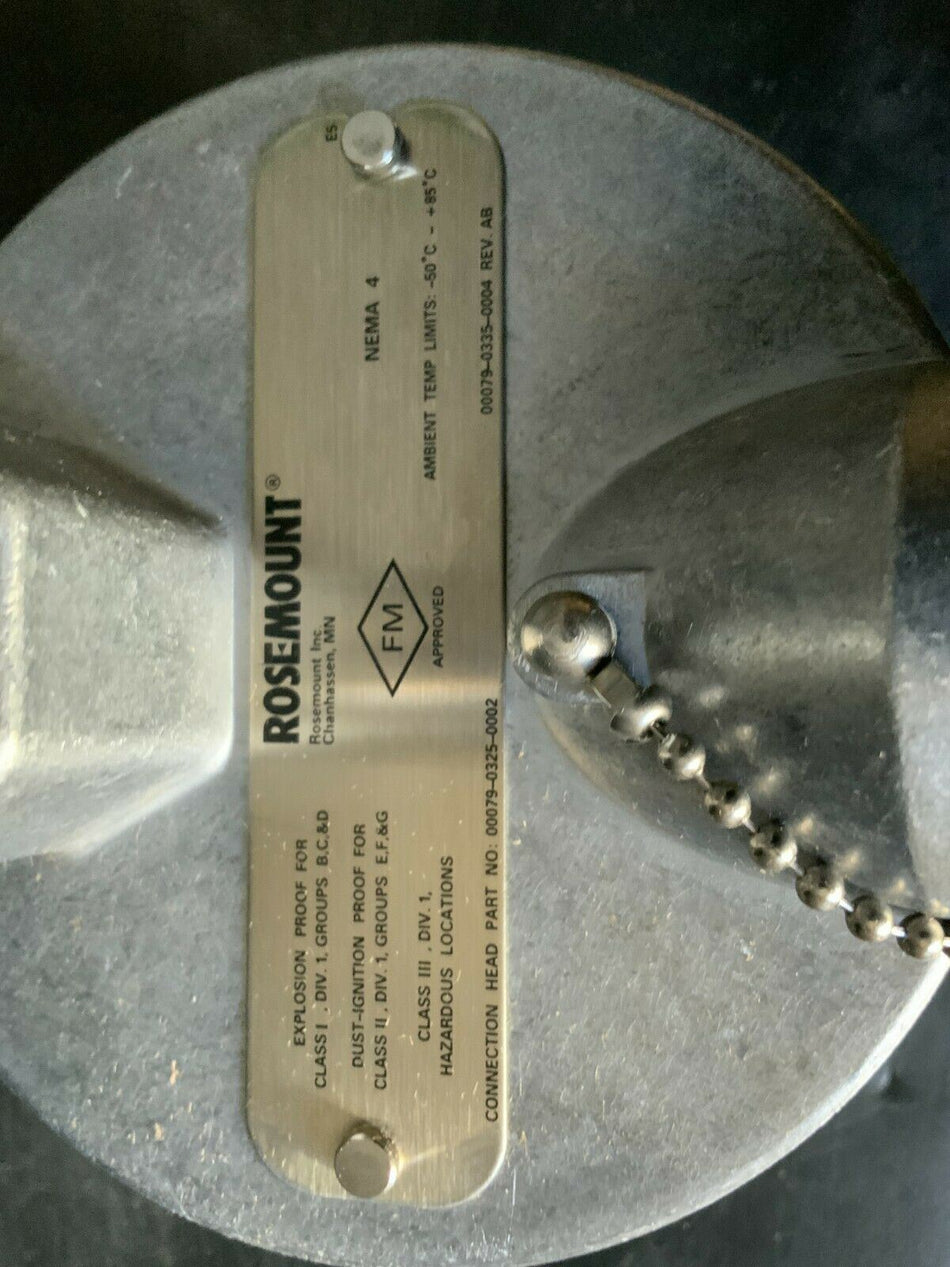 EXPLOSION PROOF FOR
CLASS I , DIV. 1, GROUPS B,C,&D
DUST-IGNITION PROOF FOR
CLASS II , DIV. 1, GROUPS E,F,&G
CLASS III , DIV. 1,
HAZARDOUS LOCATIONS
ROSEMOUNT®
Rosemount Inc.
Chanhassen, MN
FM
APPROVED
E5
NEMA 4
AMBIENT TEMP LIMITS: -50°C - +85°C
CONNECTION HEAD PART NO: 00079-0325-0002
00079-0335-0004 REV. AB